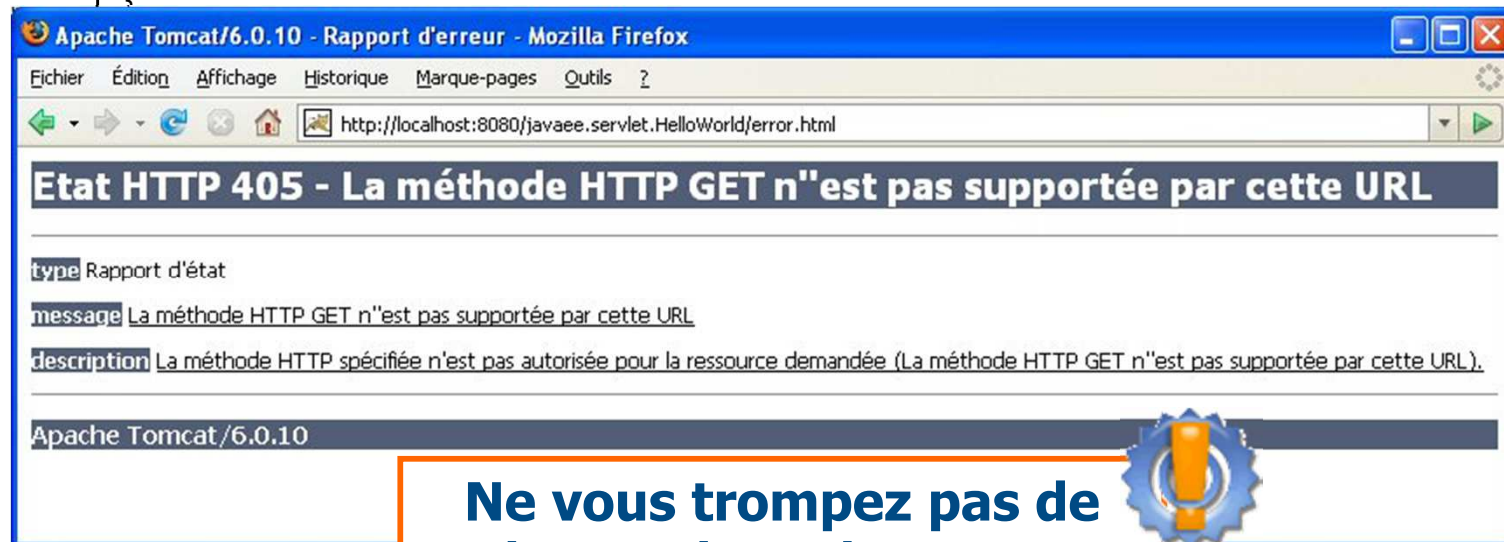 Apache Tomcat/6.0.10 - Rapport d'erreur - Mozilla Firefox
Fichier Édition Affichage Historique Marque-pages Outils ?
http://localhost:8080/javaee.servlet.HelloWorld/error.html
Etat HTTP 405 - La méthode HTTP GET n''est pas supportée par cette URL
type Rapport d'état
message La méthode HTTP GET n''est pas supportée par cette URL
description La méthode HTTP spécifiée n'est pas autorisée pour la ressource demandée (La méthode HTTP GET n''est pas supportée par cette URL).
Apache Tomcat/6.0.10
Ne vous trompez pas de